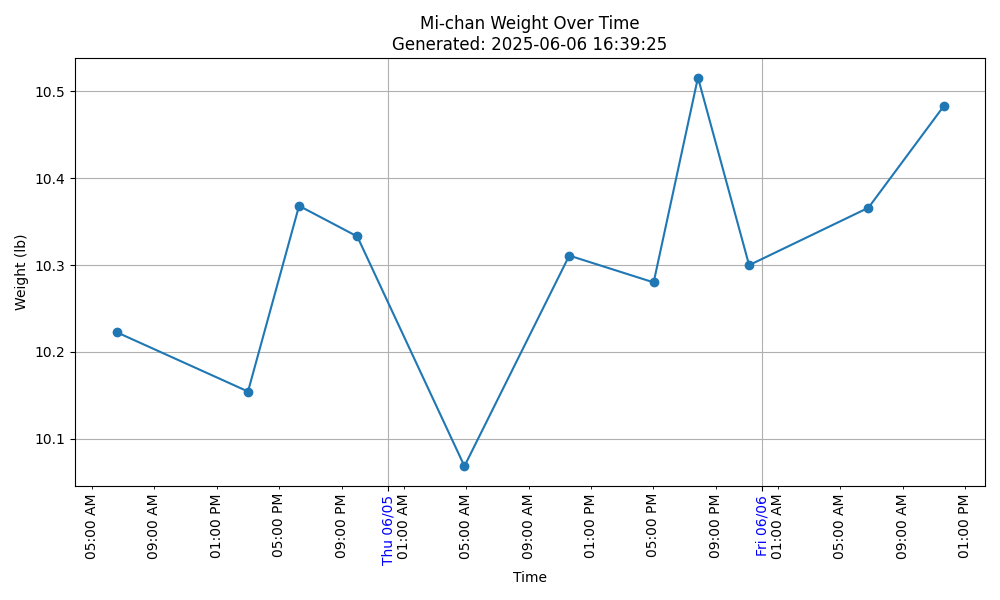 Mi-chan Weight Over Time
Generated: 2025-06-06 16:39:25
Weight (lb)
10.5
10.4
10.3
10.2
10.1
05:00 AM
09:00 AM
01:00 PM
05:00 PM
09:00 PM
Thu 06/05
01:00 AM
05:00 AM
09:00 AM
01:00 PM
05:00 PM
09:00 PM
Fri 06/06
01:00 AM
05:00 AM
09:00 AM
01:00 PM
Time